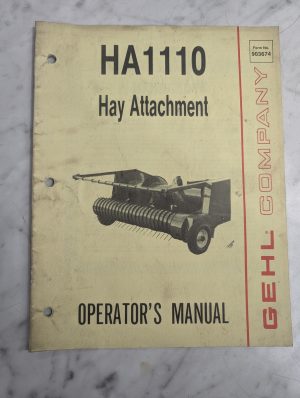 Form No.
903674
HA1110
Hay Attachment
GEHL COMPANY
OPERATOR'S MANUAL